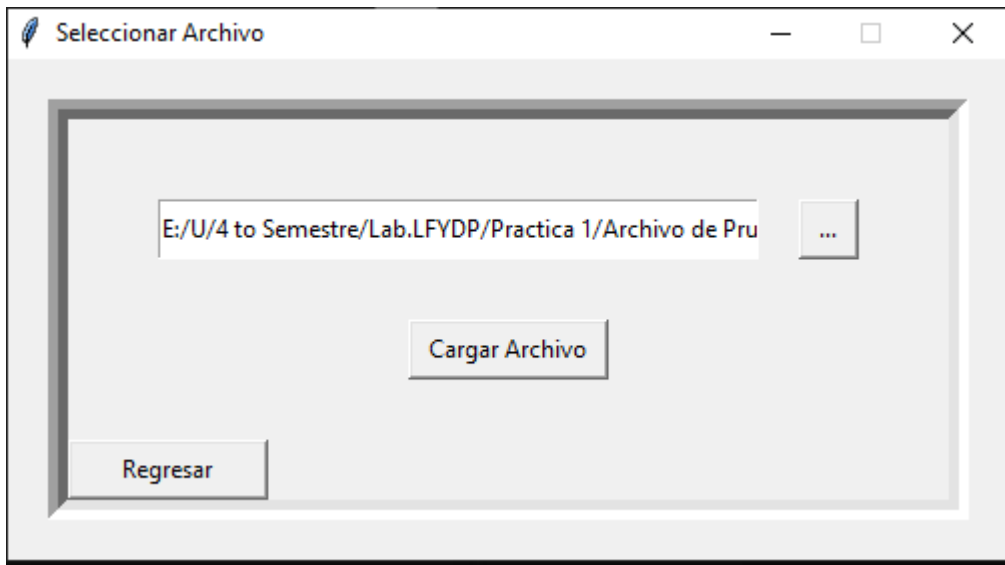 Seleccionar Archivo
E:/U/4 to Semestre/Lab.LFYDP/Practica 1/Archivo de Pru
...
Cargar Archivo
Regresar